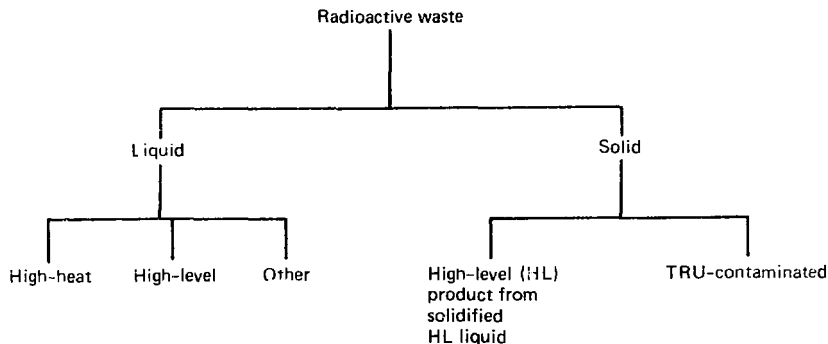 Radioactive waste
Liquid
Solid
High-heat
High-level
Other
High-level (HL)
product from
solidified
HL liquid
TRU-contaminated